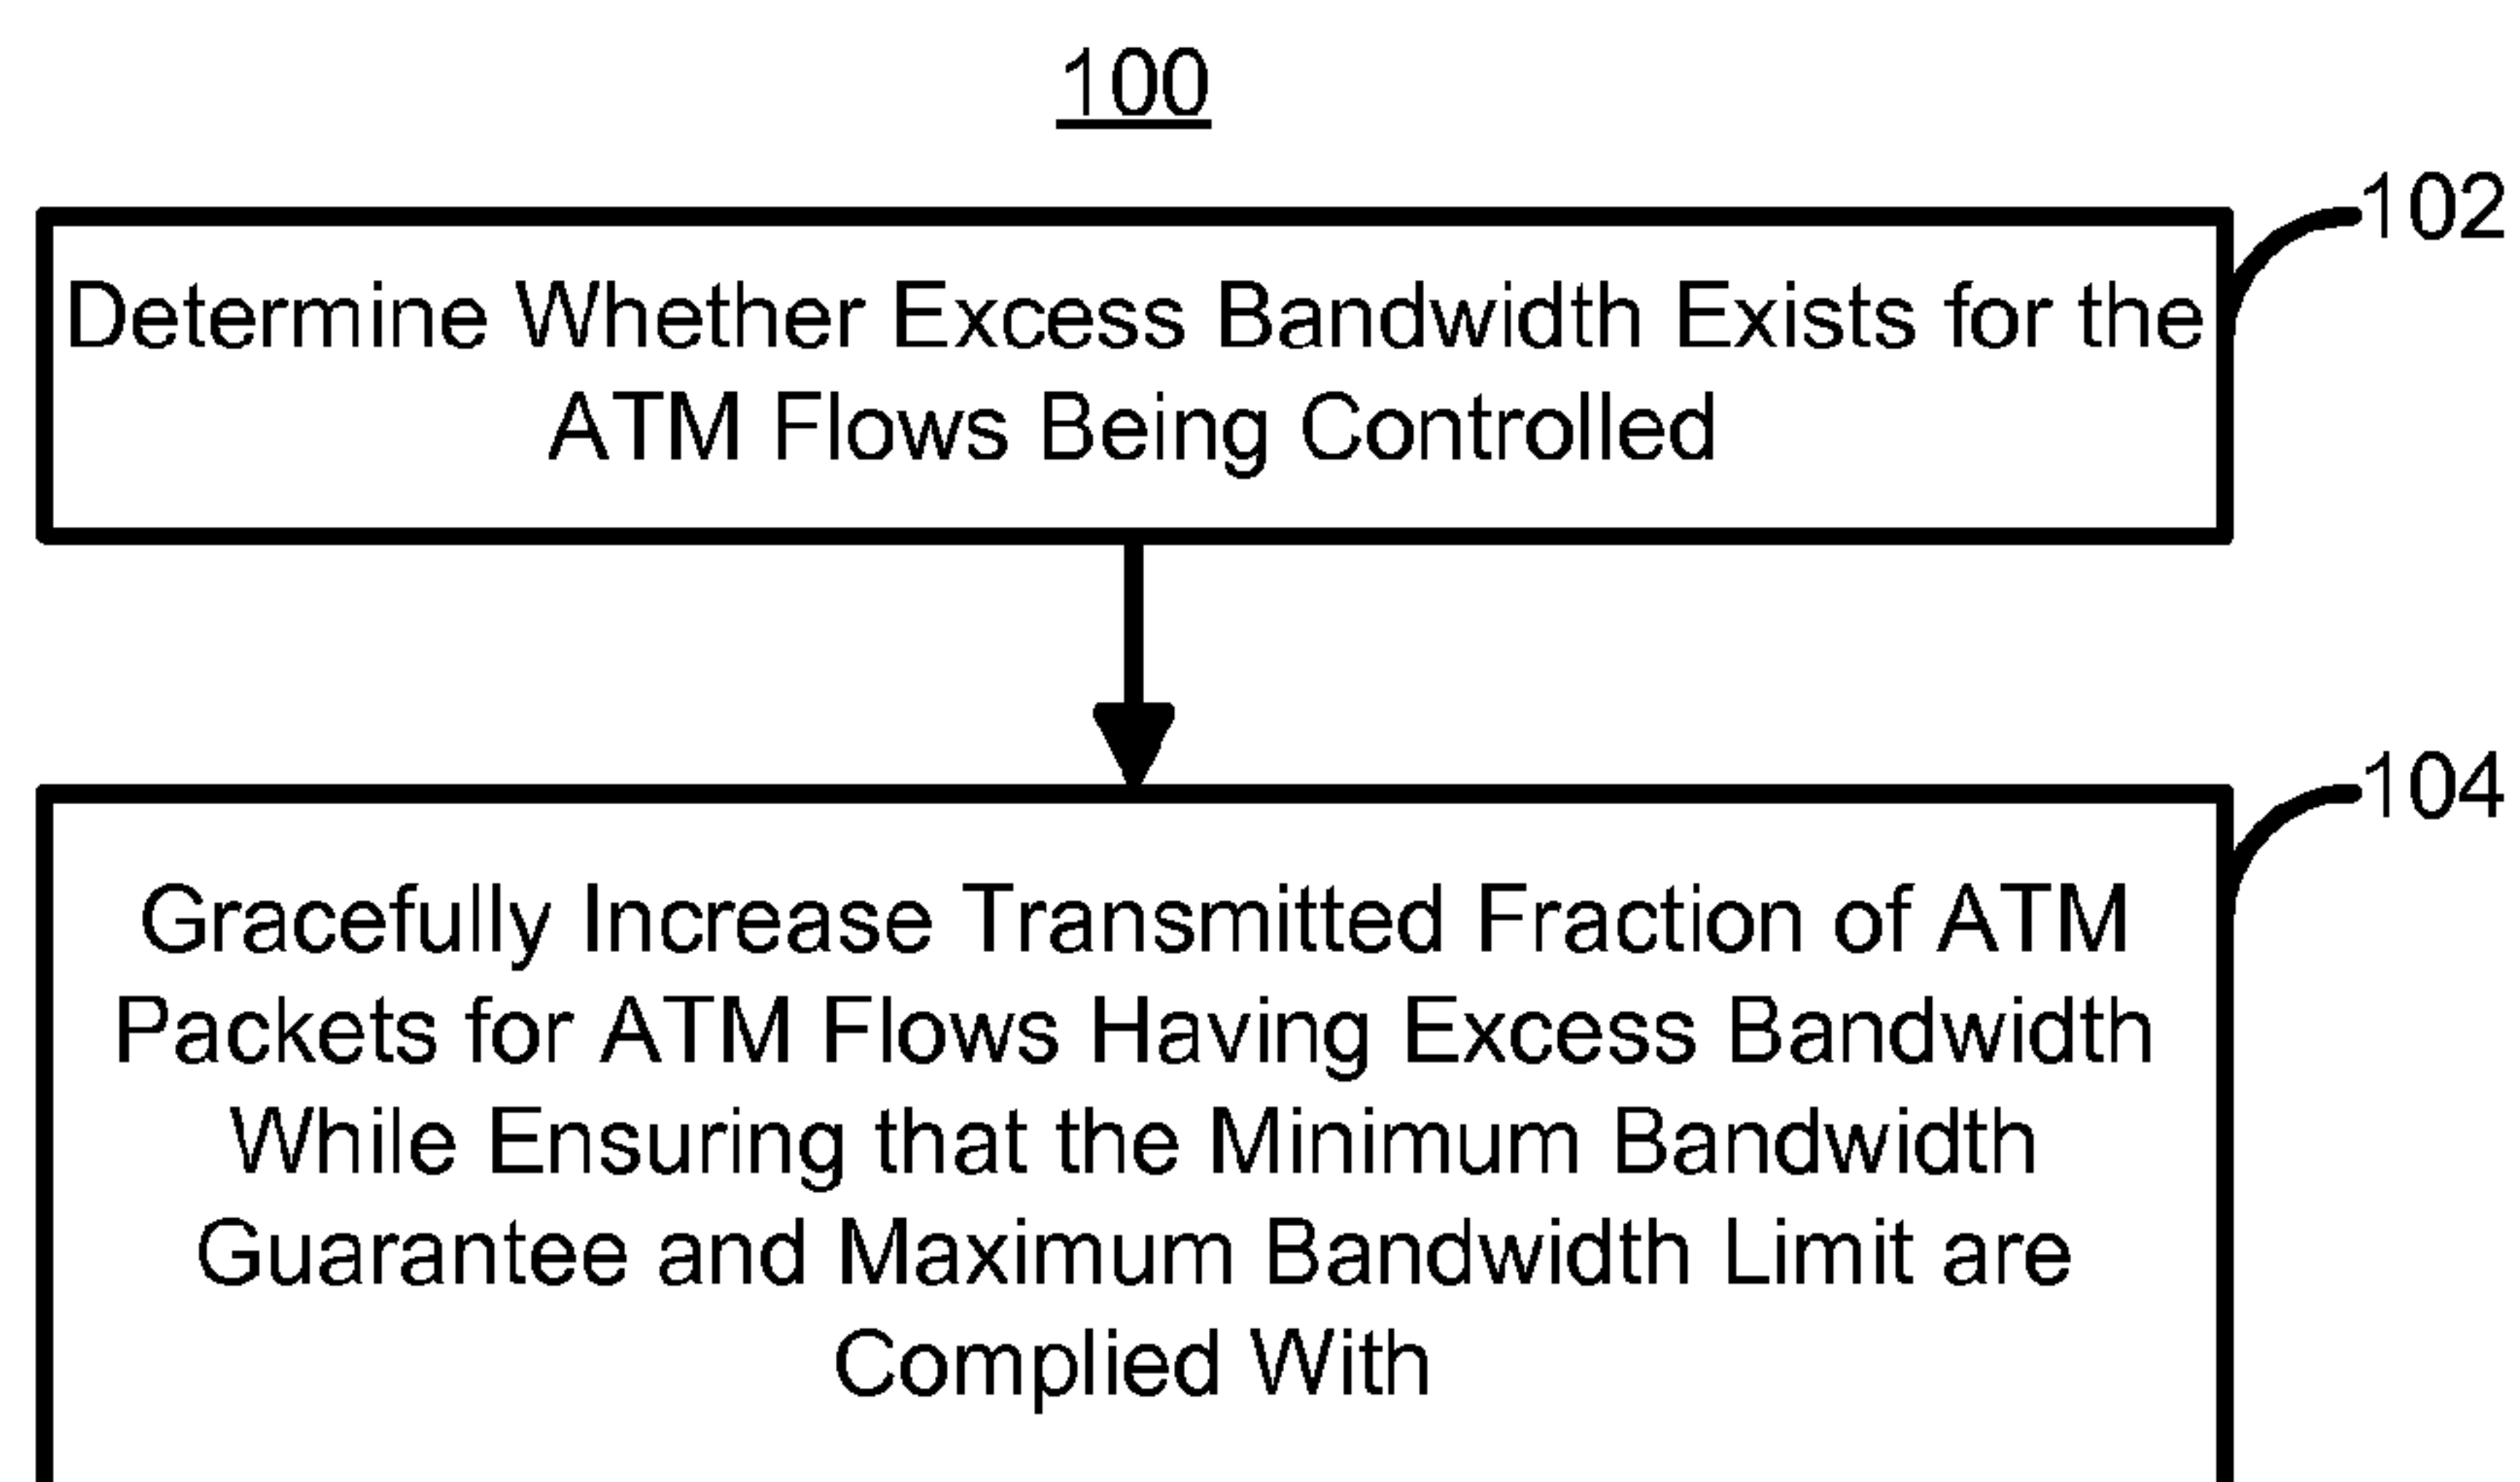 100
102
Determine Whether Excess Bandwidth Exists for the
ATM Flows Being Controlled
104
Gracefully Increase Transmitted Fraction of ATM
Packets for ATM Flows Having Excess Bandwidth
While Ensuring that the Minimum Bandwidth
Guarantee and Maximum Bandwidth Limit are
Complied With